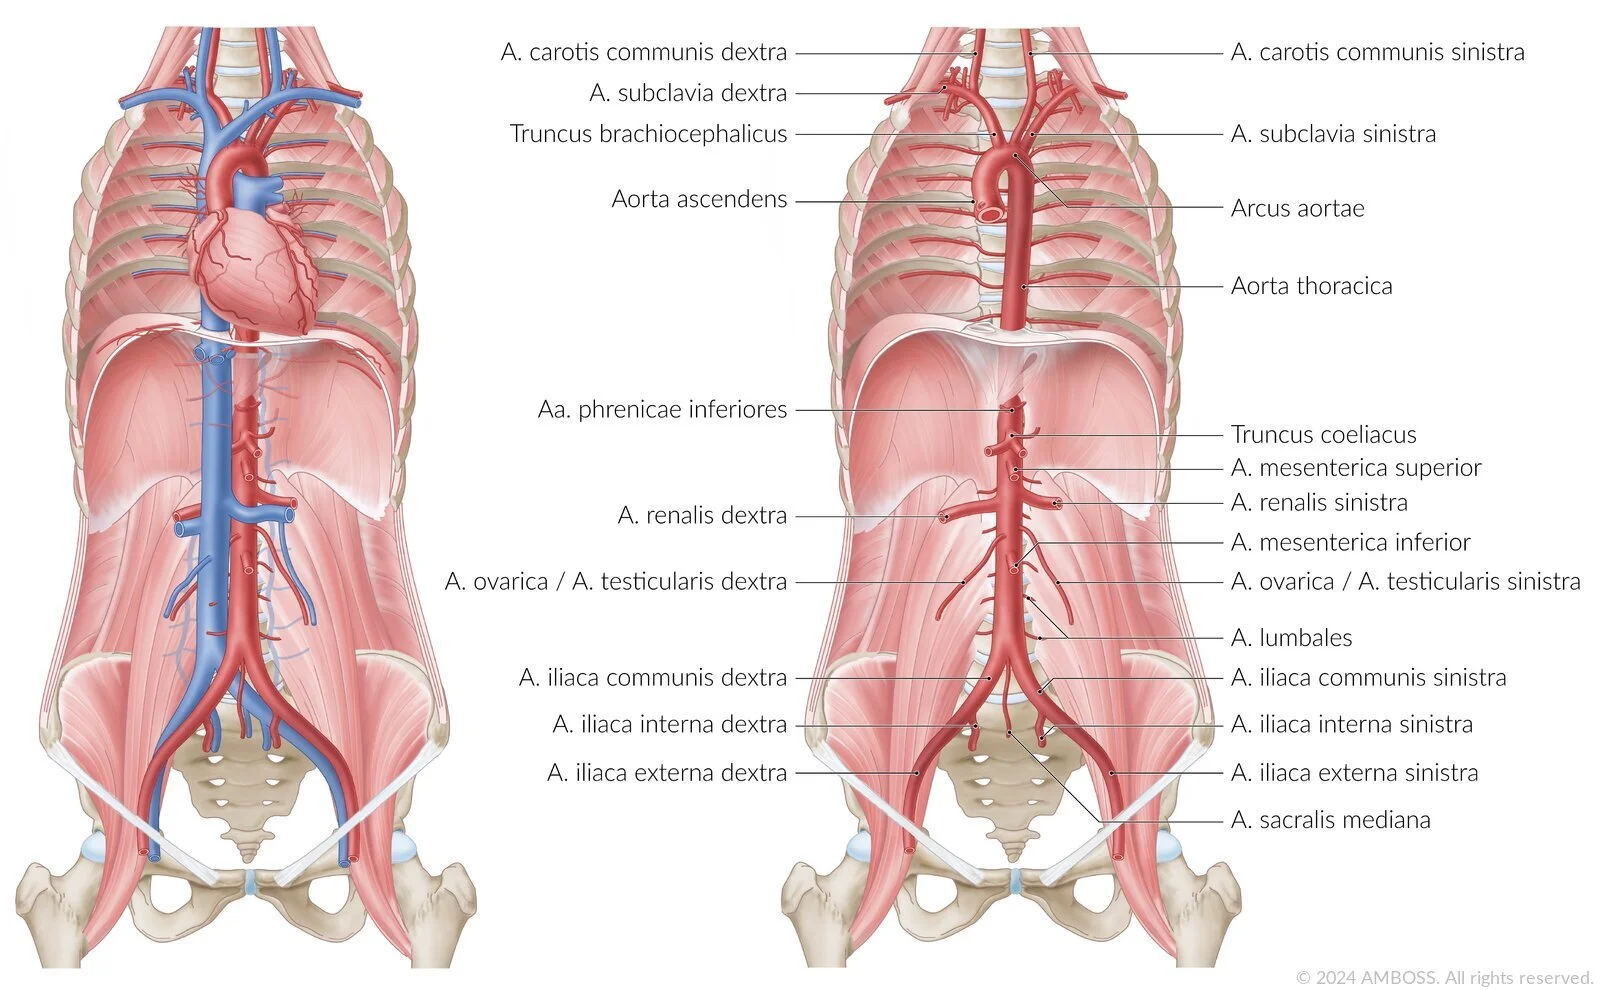 A. carotis communis dextra
A. subclavia dextra
Truncus brachiocephalicus
Aorta ascendens
Aa. phrenicae inferiores
A. renalis dextra
A. ovarica / A. testicularis dextra
A. iliaca communis dextra
A. iliaca interna dextra
A. iliaca externa dextra
A. carotis communis sinistra
A. subclavia sinistra
Arcus aortae
Aorta thoracica
Truncus coeliacus
A. mesenterica superior
A. renalis sinistra
A. mesenterica inferior
A. ovarica / A. testicularis sinistra
A. lumbales
A. iliaca communis sinistra
A. iliaca interna sinistra
A. iliaca externa sinistra
A. sacralis mediana
© 2024 AMBOSS. All rights reserved.